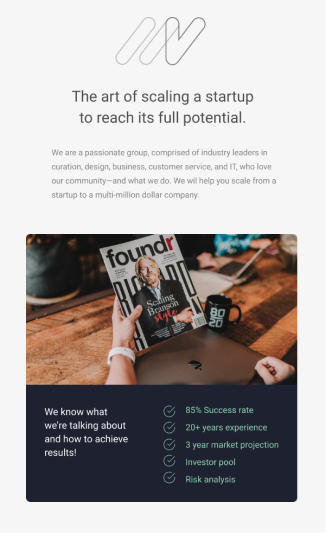 The art of scaling a startup
to reach its full potential.
We are a passionate group, comprised of industry leaders in
curation, design, business, customer service, and IT, who love
our community—and what we do. We wil help you scale from a
startup to a multi-million dollar company.
foundr
Scaling
Branson
style
80
20
We know what
we're talking about
and how to achieve
results!
85% Success rate
20+ years experience
3 year market projection
Investor pool
Risk analysis